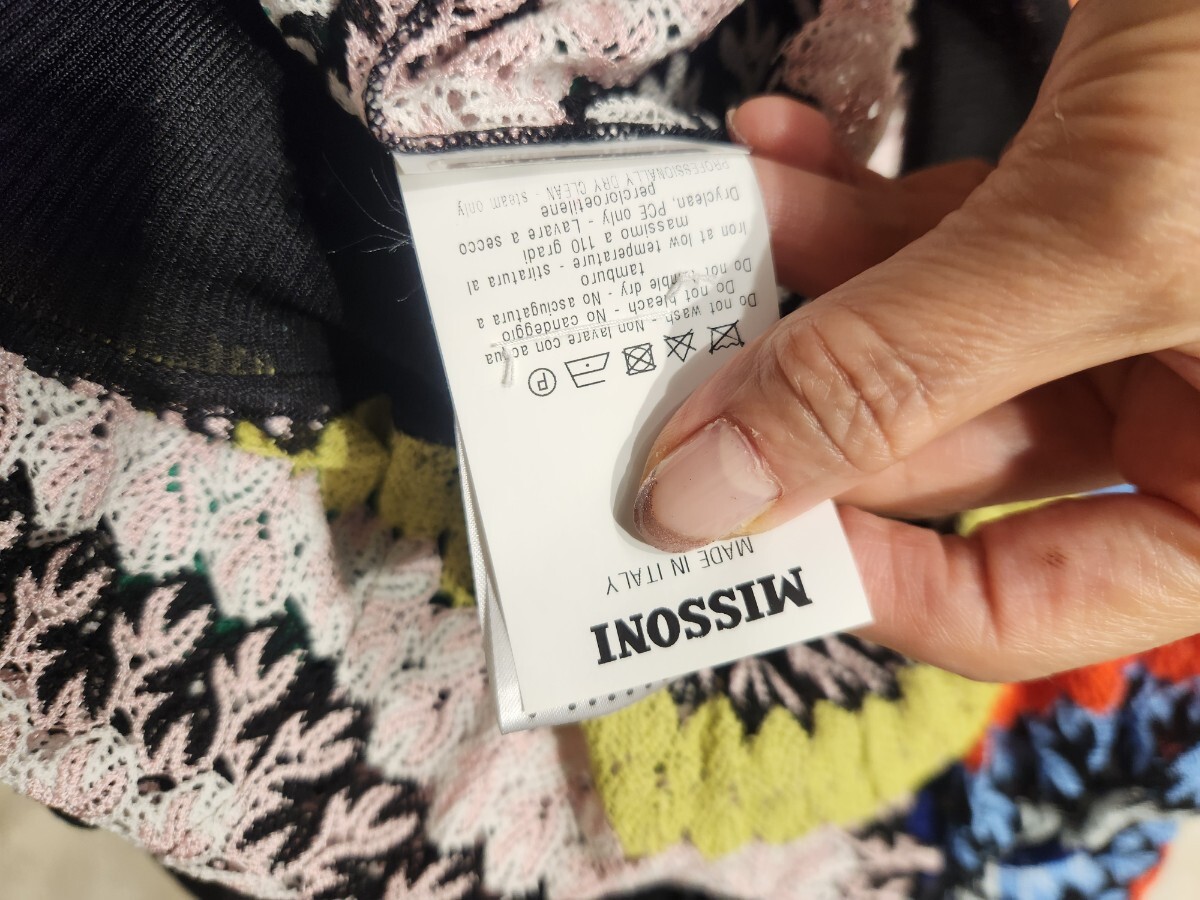 MISSONI
MADE IN ITALY
P
Do not wash - Non lavare con acqua
Do not bleach - No candeggio
Do not tumble dry - No asciugatura a
tamburo
Iron at low temperature - stiratura al
massimo a 110 gradi
Dryclean, PCE only - Lavare a secco
percloroetilene
PROFESSIONALLY DRY CLEAN - steam only